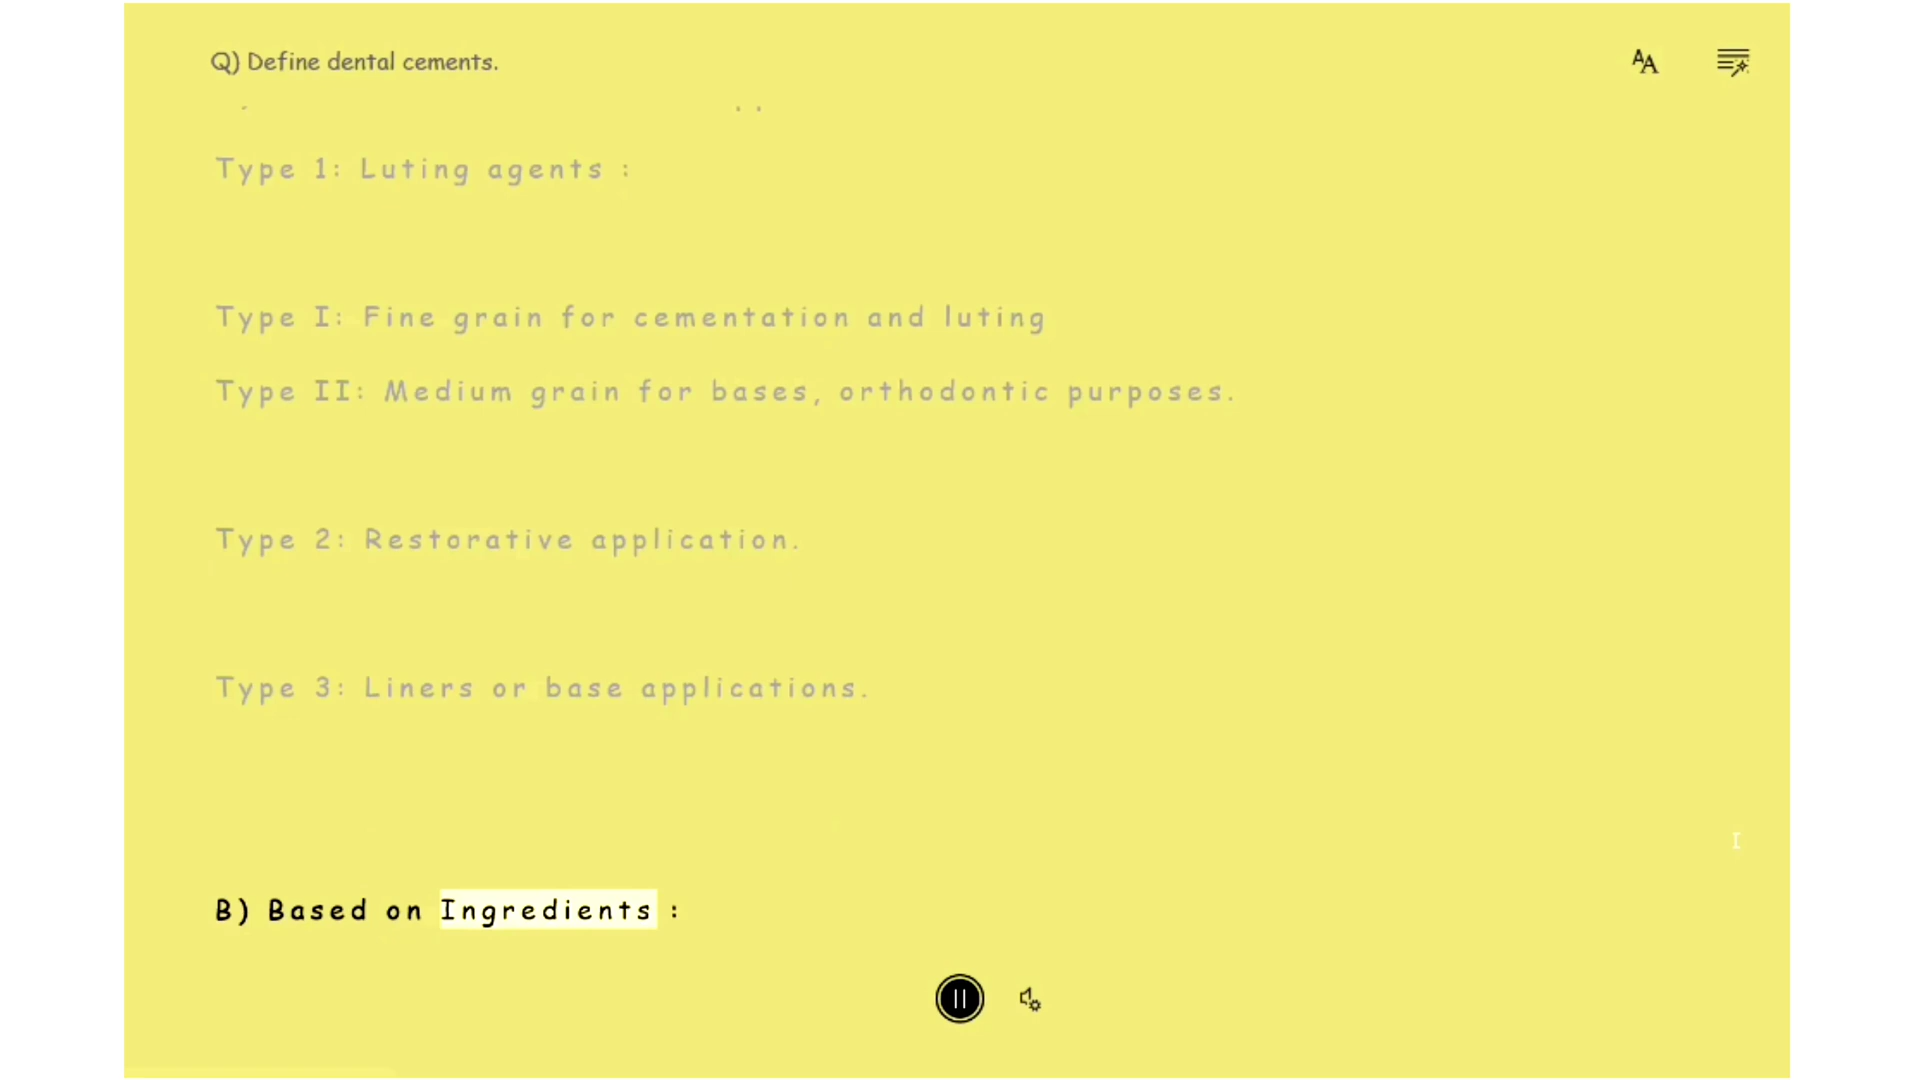 Q) Define dental cements.
Type 1: Luting agents :
Type I: Fine grain for cementation and luting
Type II: Medium grain for bases, orthodontic purposes.
Type 2: Restorative application.
Type 3: Liners or base applications.
B) Based on Ingredients :